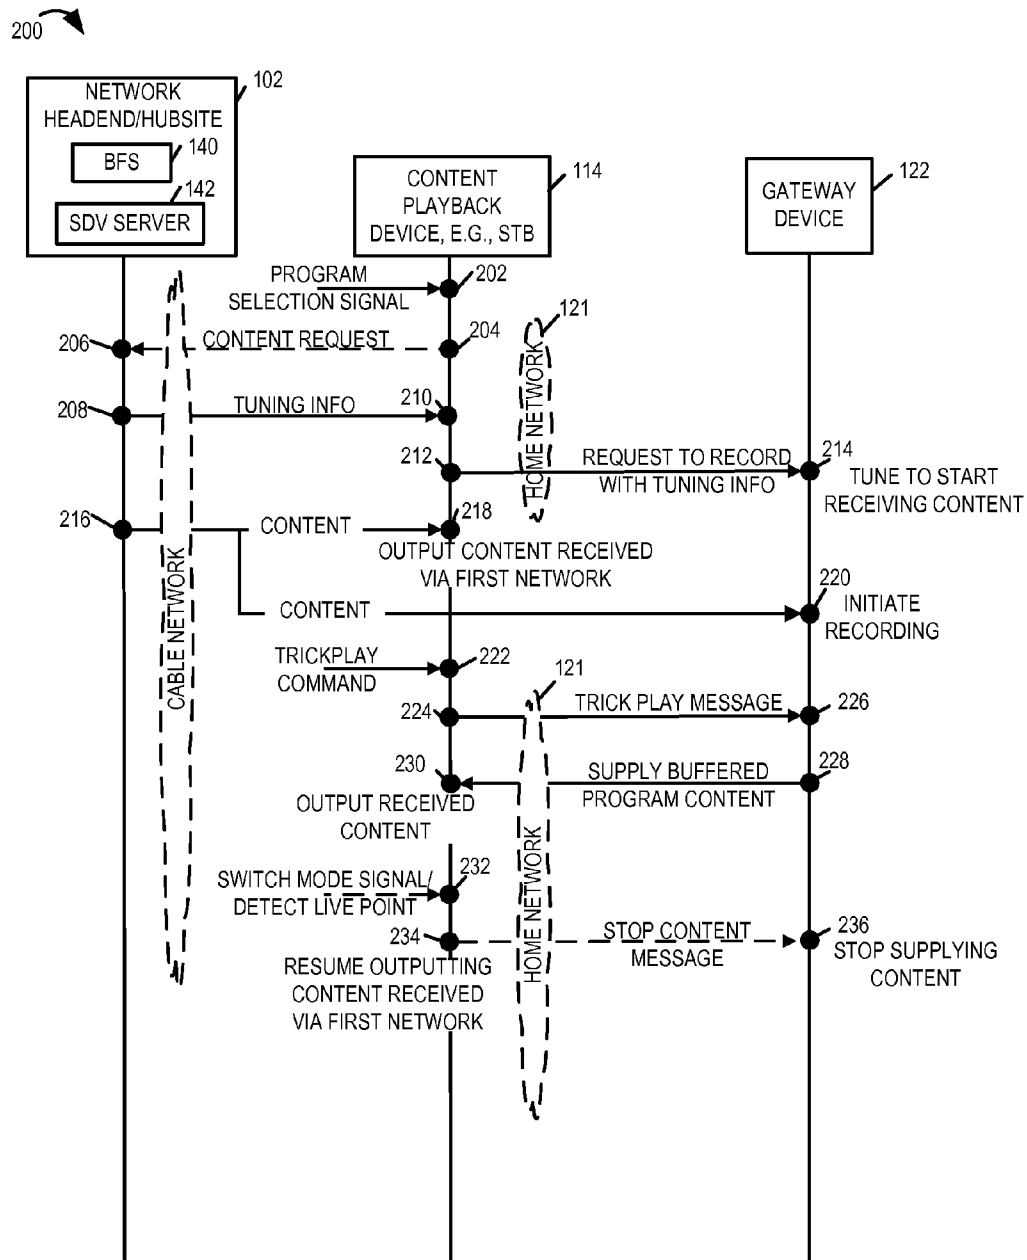 200
NETWORK
HEADEND/HUBSITE
102
BFS
140
142
SDV SERVER
CONTENT
PLAYBACK
DEVICE, E.G., STB
114
GATEWAY
DEVICE
122
PROGRAM
SELECTION SIGNAL
202
121
206
CONTENT REQUEST
204
HOME NETWORK
208
TUNING INFO
210
212
REQUEST TO RECORD
WITH TUNING INFO
214
TUNE TO START
RECEIVING CONTENT
216
CONTENT
218
OUTPUT CONTENT RECEIVED
VIA FIRST NETWORK
CABLE NETWORK
CONTENT
220
INITIATE
RECORDING
TRICKPLAY
COMMAND
222
121
224
TRICK PLAY MESSAGE
226
230
SUPPLY BUFFERED
PROGRAM CONTENT
228
OUTPUT RECEIVED
CONTENT
HOME NETWORK
SWITCH MODE SIGNAL/
DETECT LIVE POINT
232
234
STOP CONTENT
MESSAGE
236
STOP SUPPLYING
CONTENT
RESUME OUTPUTTING
CONTENT RECEIVED
VIA FIRST NETWORK